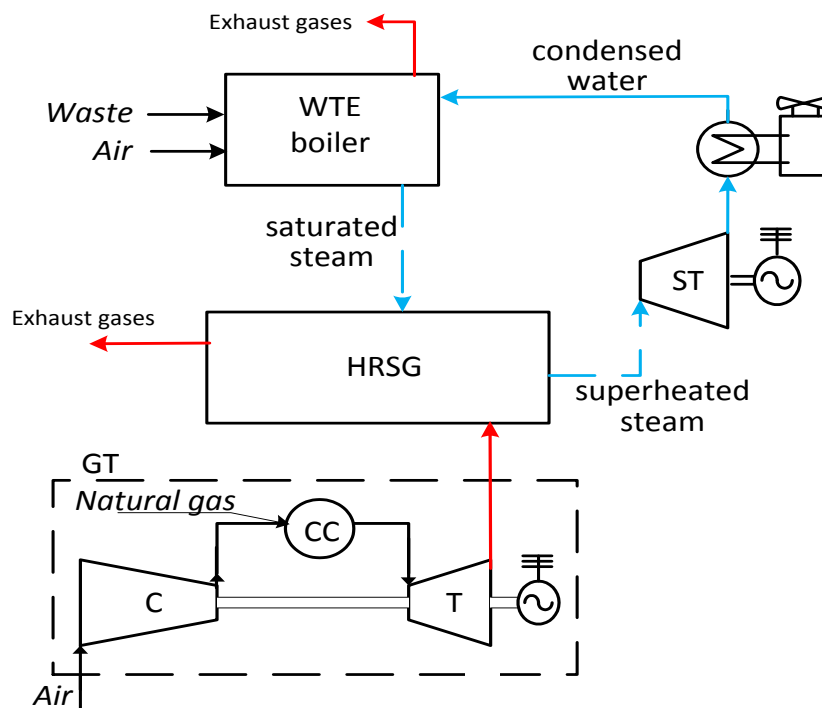 Exhaust gases
condensed
water
WTE
boiler
Waste
Air
saturated
steam
ST
Exhaust gases
HRSG
superheated
steam
GT
Natural gas
CC
C
T
Air